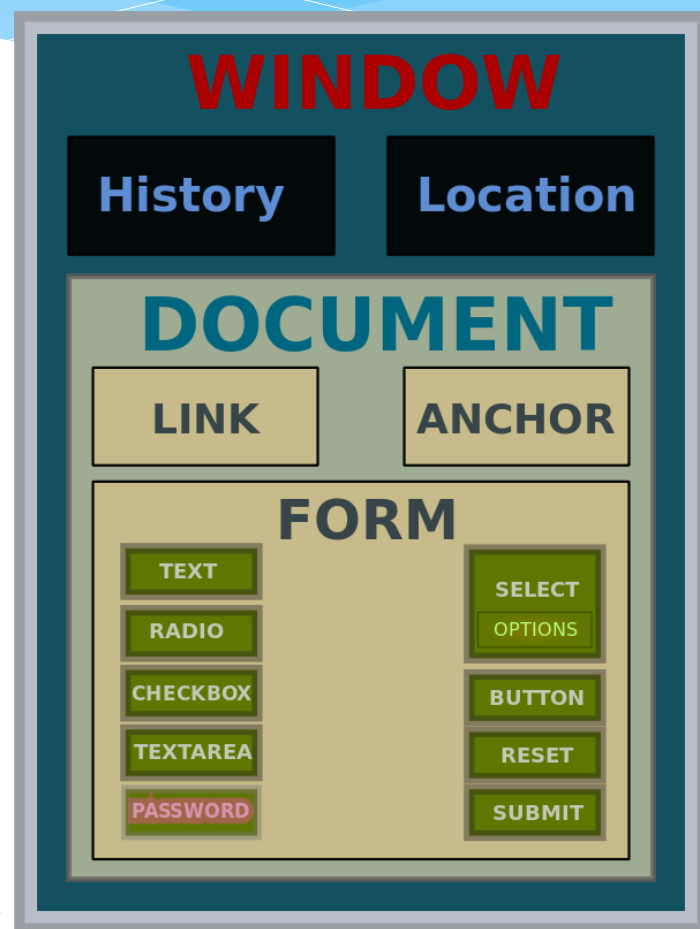 WINDOW
History
Location
DOCUMENT
LINK
ANCHOR
FORM
TEXT
RADIO
CHECKBOX
TEXTAREA
PASSWORD
SELECT
OPTIONS
BUTTON
RESET
SUBMIT